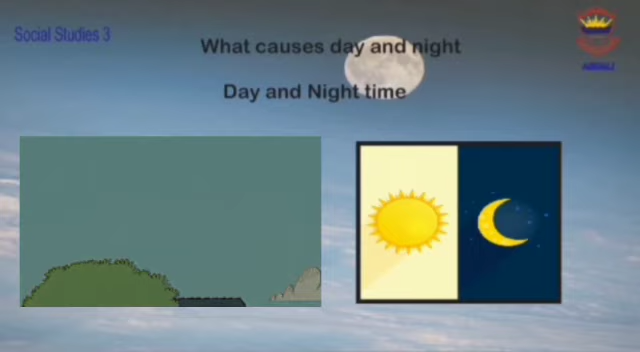 Social Studies 3
What causes day and night
Day and Night time